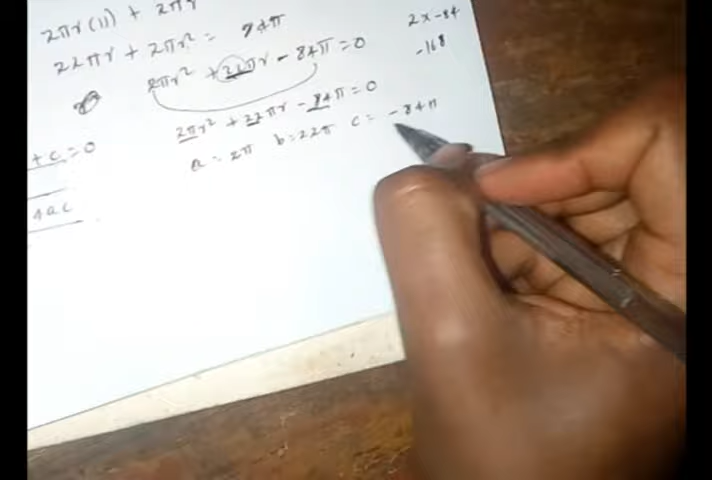 2πr(11) + 2πr
22πr + 2πr² = 84π
2πr² + 22πr - 84π = 0
2 x -84
-168
2πr² + 22πr - 84π = 0
a = 2π b = 22π c = -84π
+ c = 0
4ac